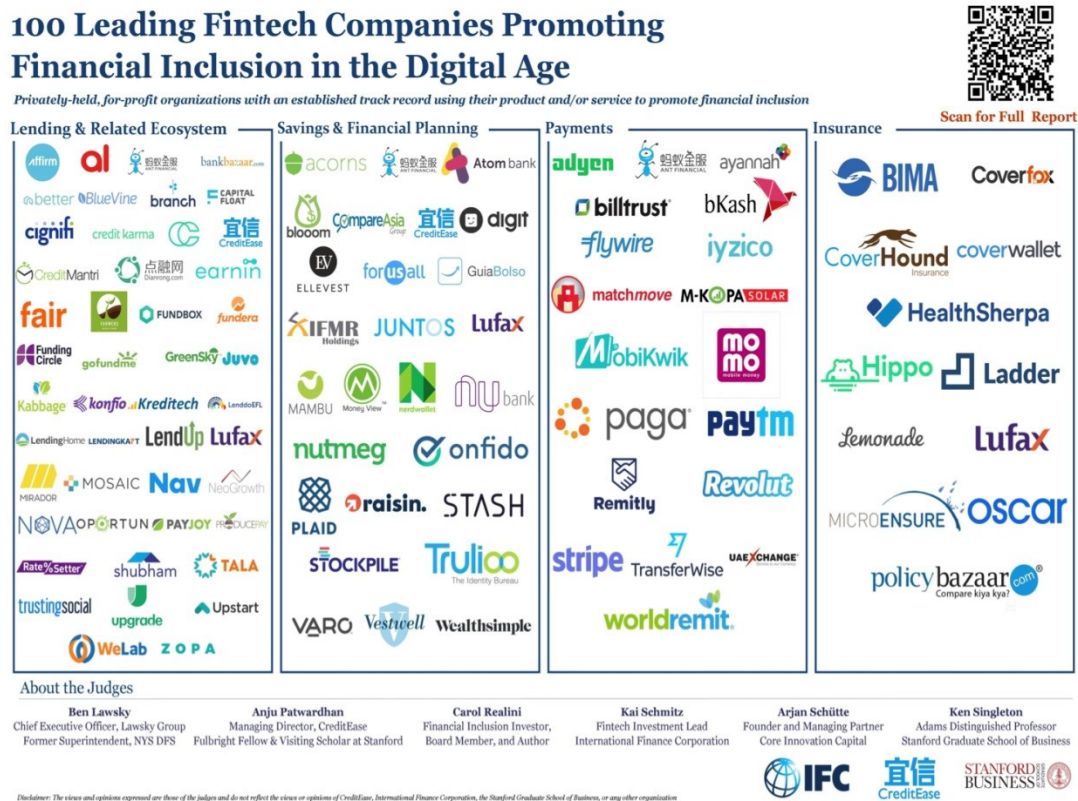 100 Leading Fintech Companies Promoting
Financial Inclusion in the Digital Age
Privately-held, for-profit organizations with an established track record using their product and/or service to promote financial inclusion
Scan for Full Report
Lending & Related Ecosystem
affirm
al
蚂蚁金服
ANT FINANCIAL
bankbazaar.com
better
BlueVine
branch
CAPITAL
FLOAT
cignifi
credit karma
宜信
CreditEase
CreditMantri
点融网
Dianrong.com
earnin
fair
FARMERS
FUNDBOX
fundera
Funding
Circle
gofundme
GreenSky
Juvo
Kabbage
konfio
Kreditech
LenddoEFL
LendingHome
LENDINGKART
LendUp
Lufax
MIRADOR
MOSAIC
Nav
NeoGrowth
NOVA
OPORTUN
PAYJOY
PRODUCEPAY
RateSetter
shubham
TALA
trustingsocial
upgrade
Upstart
WeLab
ZOPA
Savings & Financial Planning
acorns
蚂蚁金服
ANT FINANCIAL
Atom bank
blooom
CompareAsia
Group
宜信
CreditEase
digit
EV
ELLEVEST
forusall
GuiaBolso
IFMR
Holdings
JUNTOS
Lufax
MAMBU
Money View
nerdwallet
nu bank
nutmeg
onfido
PLAID
raisin.
STASH
STOCKPILE
Trulioo
The Identity Bureau
VARO
Vestwell
Wealthsimple
Payments
adyen
蚂蚁金服
ANT FINANCIAL
ayannah
billtrust
bKash
flywire
iyzico
matchmove
M-KOPA SOLAR
MobiKwik
mo
mo
mobile money
paga
paytm
Remitly
Revolut
stripe
TransferWise
UAEXCHANGE
worldremit
Insurance
BIMA
Coverfox
CoverHound
Insurance
coverwallet
HealthSherpa
Hippo
Ladder
Lemonade
Lufax
MICROENSURE
oscar
policybazaar.com
Compare kiya kya?
About the Judges
Ben Lawsky
Chief Executive Officer, Lawsky Group
Former Superintendent, NYS DFS
Anju Patwardhan
Managing Director, CreditEase
Fulbright Fellow & Visiting Scholar at Stanford
Carol Realini
Financial Inclusion Investor,
Board Member, and Author
Kai Schmitz
Fintech Investment Lead
International Finance Corporation
Arjan Schütte
Founder and Managing Partner
Core Innovation Capital
Ken Singleton
Adams Distinguished Professor
Stanford Graduate School of Business
IFC
宜信
CreditEase
STANFORD
BUSINESS
GRADUATE
SCHOOL OF
Disclaimer: The views and opinions expressed are those of the judges and do not reflect the views or opinions of CreditEase, International Finance Corporation, the Stanford Graduate School of Business, or any other organization